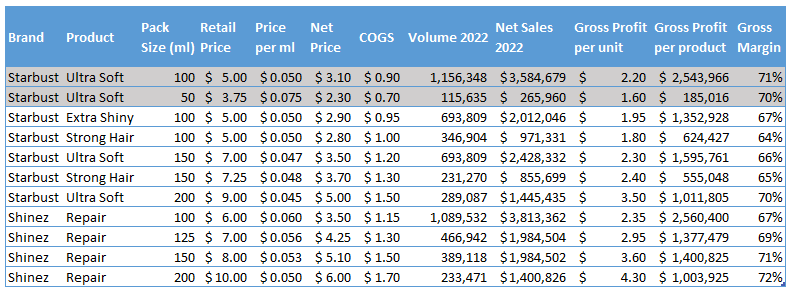 Brand Product Pack Size (ml) Retail Price Price per ml Net Price COGS Volume 2022 Net Sales 2022 Gross Profit per unit Gross Profit per product Gross Margin
Starbust Ultra Soft 100 $ 5.00 $ 0.050 $ 3.10 $ 0.90 1,156,348 $ 3,584,679 $ 2.20 $ 2,543,966 71%
Starbust Ultra Soft 50 $ 3.75 $ 0.075 $ 2.30 $ 0.70 115,635 $ 265,960 $ 1.60 $ 185,016 70%
Starbust Extra Shiny 100 $ 5.00 $ 0.050 $ 2.90 $ 0.95 693,809 $ 2,012,046 $ 1.95 $ 1,352,928 67%
Starbust Strong Hair 100 $ 5.00 $ 0.050 $ 2.80 $ 1.00 346,904 $ 971,331 $ 1.80 $ 624,427 64%
Starbust Ultra Soft 150 $ 7.00 $ 0.047 $ 3.50 $ 1.20 693,809 $ 2,428,332 $ 2.30 $ 1,595,761 66%
Starbust Strong Hair 150 $ 7.25 $ 0.048 $ 3.70 $ 1.30 231,270 $ 855,699 $ 2.40 $ 555,048 65%
Starbust Ultra Soft 200 $ 9.00 $ 0.045 $ 5.00 $ 1.50 289,087 $ 1,445,435 $ 3.50 $ 1,011,805 70%
Shinez Repair 100 $ 6.00 $ 0.060 $ 3.50 $ 1.15 1,089,532 $ 3,813,362 $ 2.35 $ 2,560,400 67%
Shinez Repair 125 $ 7.00 $ 0.056 $ 4.25 $ 1.30 466,942 $ 1,984,504 $ 2.95 $ 1,377,479 69%
Shinez Repair 150 $ 8.00 $ 0.053 $ 5.10 $ 1.50 389,118 $ 1,984,502 $ 3.60 $ 1,400,825 71%
Shinez Repair 200 $ 10.00 $ 0.050 $ 6.00 $ 1.70 233,471 $ 1,400,826 $ 4.30 $ 1,003,925 72%